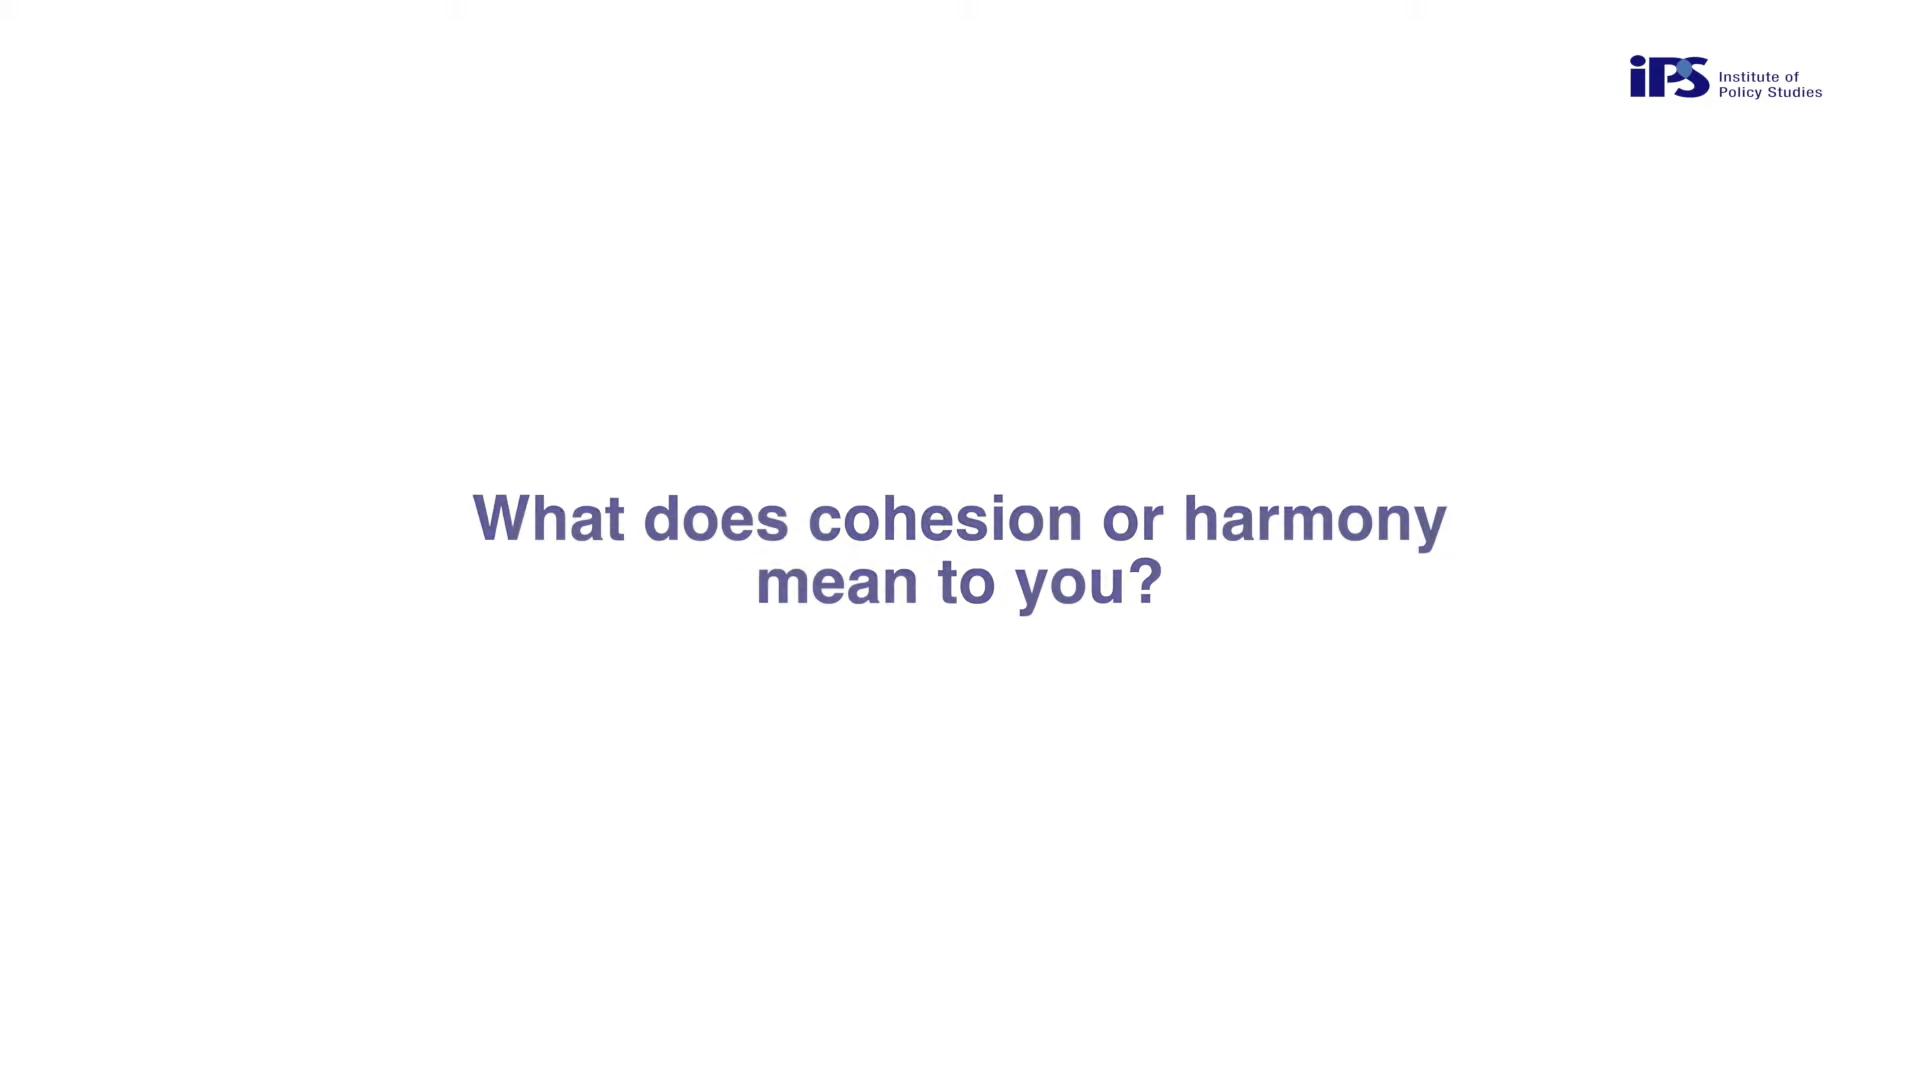 iPS Institute of
Policy Studies
What does cohesion or harmony
mean to you?